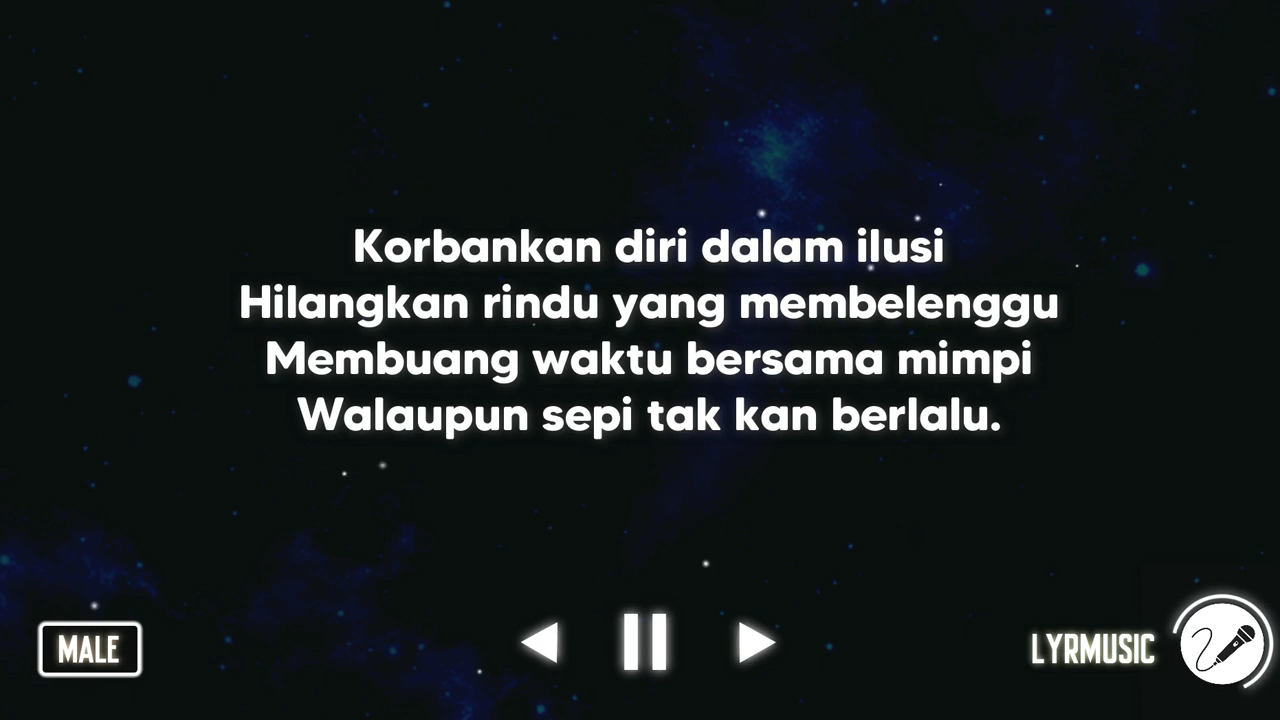 Korbankan diri dalam ilusi
Hilangkan rindu yang membelenggu
Membuang waktu bersama mimpi
Walaupun sepi tak kan berlalu.
MALE
LYRMUSIC